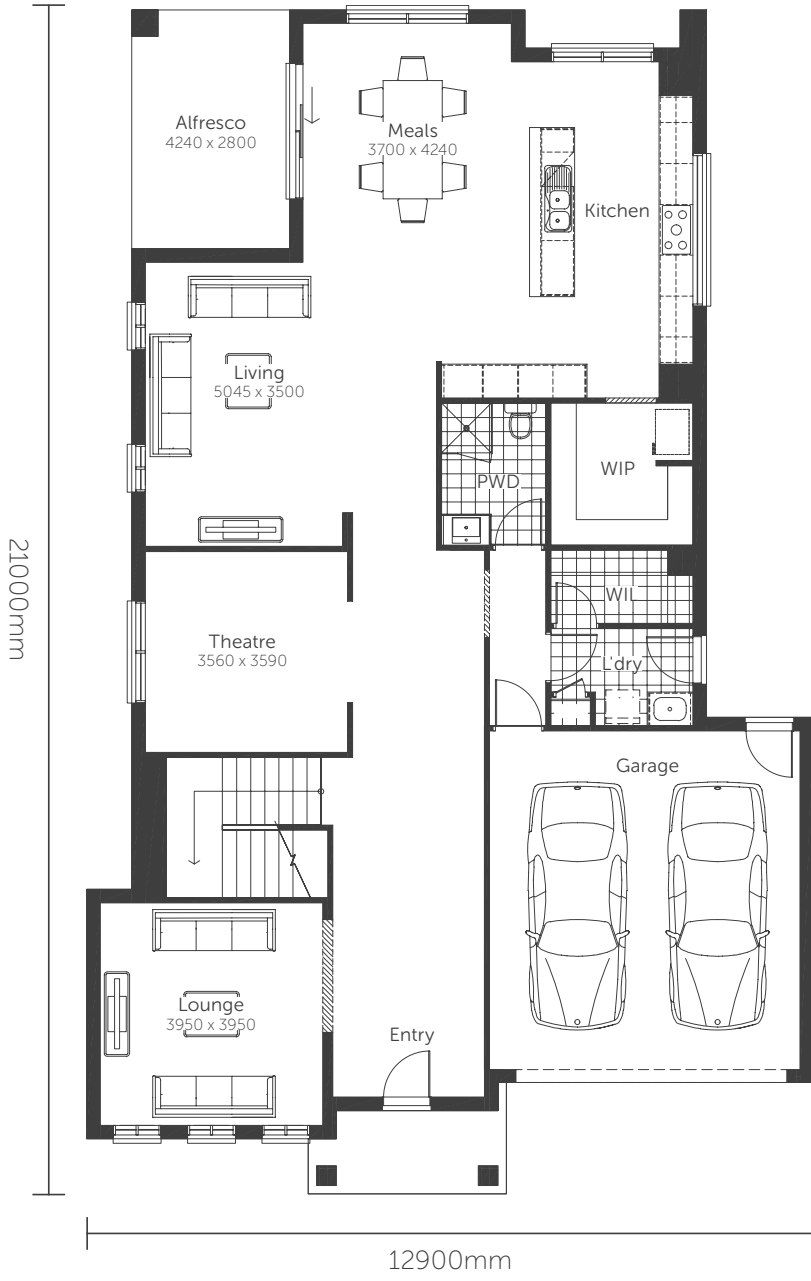 Alfresco
4240 x 2800
Meals
3700 x 4240
Kitchen
Living
5045 x 3500
PWD
WIP
WIL
L'dry
Theatre
3560 x 3590
Garage
Lounge
3950 x 3950
Entry
21000mm
12900mm